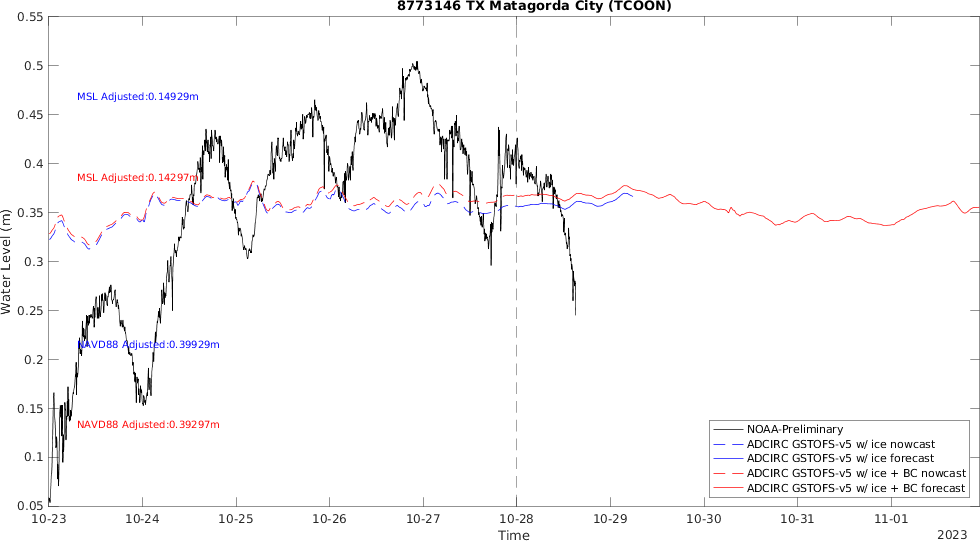 8773146 TX Matagorda City (TCOON)
0.55
0.5
0.45
0.4
0.35
0.3
0.25
0.2
0.15
0.1
0.05
Water Level (m)
MSL Adjusted:0.14929m
MSL Adjusted:0.14297m
NAVD88 Adjusted:0.39929m
NAVD88 Adjusted:0.39297m
NOAA-Preliminary
ADCIRC GSTOFS-v5 w/ ice nowcast
ADCIRC GSTOFS-v5 w/ ice forecast
ADCIRC GSTOFS-v5 w/ ice + BC nowcast
ADCIRC GSTOFS-v5 w/ ice + BC forecast
10-23 10-24 10-25 10-26 10-27 10-28 10-29 10-30 10-31 11-01
Time
2023